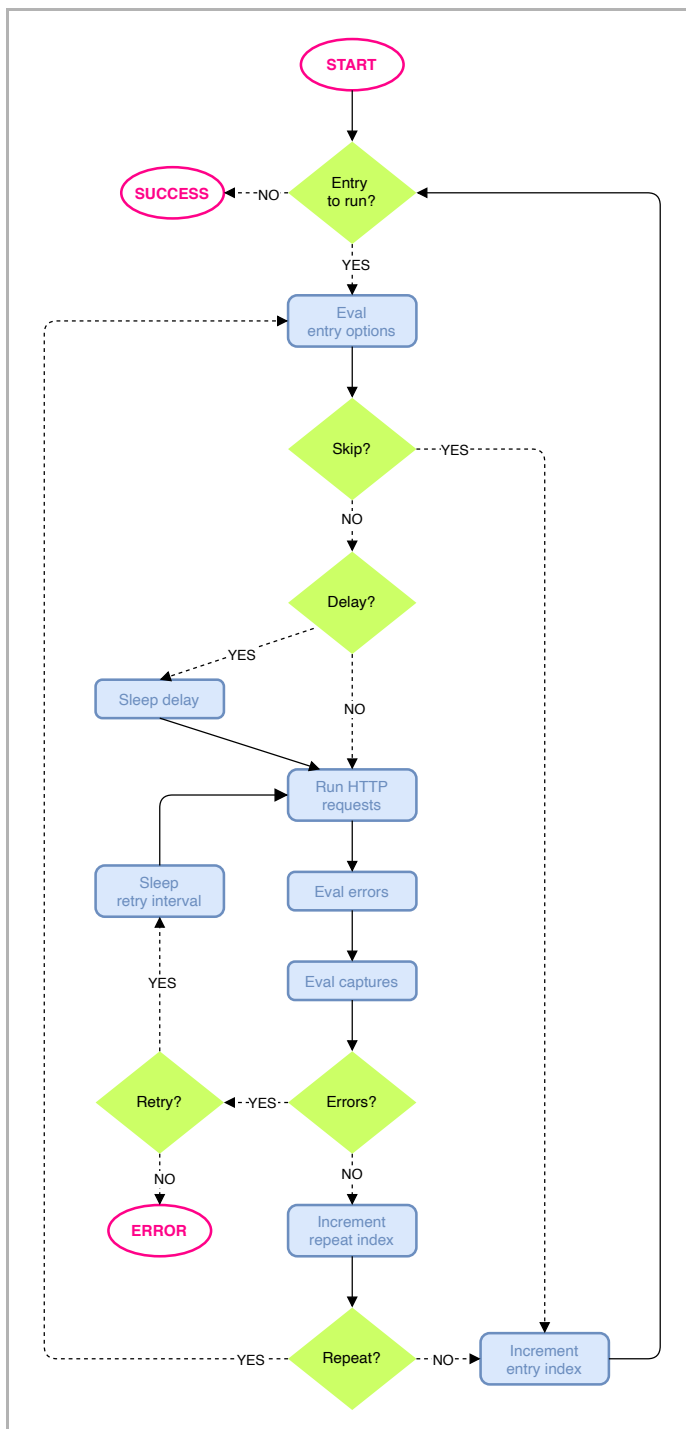 START
Entry
to run?
SUCCESS
NO
YES
Eval
entry options
Skip?
YES
NO
Delay?
YES
Sleep delay
NO
Run HTTP
requests
Sleep
retry interval
Eval errors
YES
Eval captures
Retry?
YES
Errors?
NO
NO
ERROR
Increment
repeat index
YES
Repeat?
NO
Increment
entry index